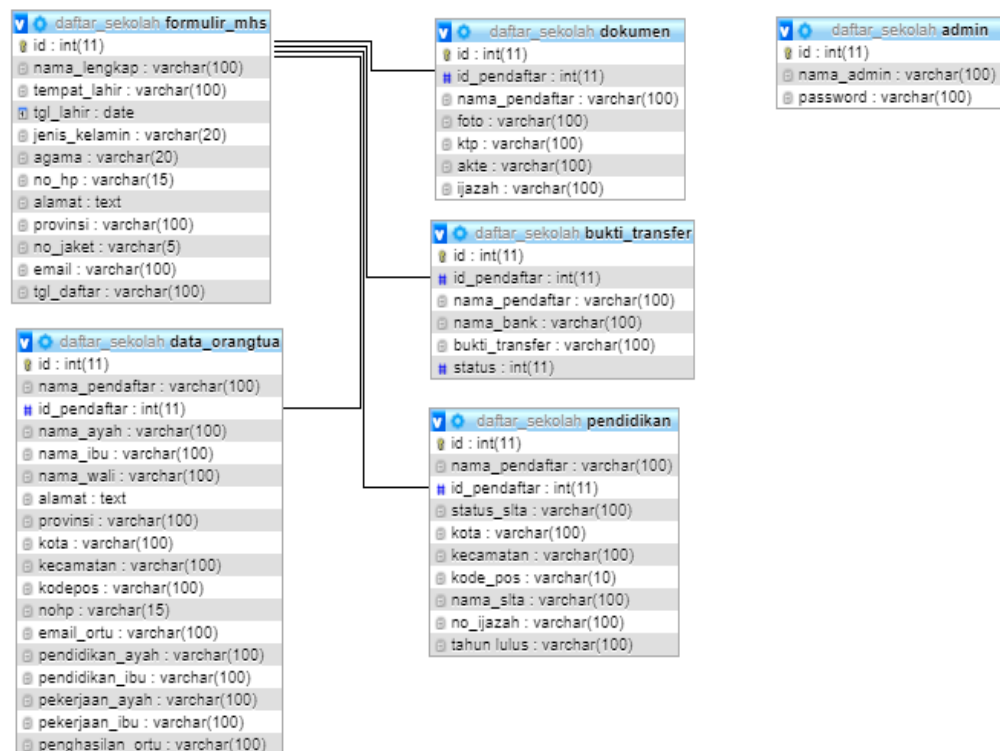 daftar_sekolah formulir_mhs
id : int(11)
nama_lengkap : varchar(100)
tempat_lahir : varchar(100)
tgl_lahir : date
jenis_kelamin : varchar(20)
agama : varchar(20)
no_hp : varchar(15)
alamat : text
provinsi : varchar(100)
no_jaket : varchar(5)
email : varchar(100)
tgl_daftar : varchar(100)
daftar_sekolah data_orangtua
id : int(11)
nama_pendaftar : varchar(100)
id_pendaftar : int(11)
nama_ayah : varchar(100)
nama_ibu : varchar(100)
nama_wali : varchar(100)
alamat : text
provinsi : varchar(100)
kota : varchar(100)
kecamatan : varchar(100)
kodepos : varchar(100)
nohp : varchar(15)
email_ortu : varchar(100)
pendidikan_ayah : varchar(100)
pendidikan_ibu : varchar(100)
pekerjaan_ayah : varchar(100)
pekerjaan_ibu : varchar(100)
penghasilan_ortu : varchar(100)
daftar_sekolah dokumen
id : int(11)
id_pendaftar : int(11)
nama_pendaftar : varchar(100)
foto : varchar(100)
ktp : varchar(100)
akte : varchar(100)
ijazah : varchar(100)
daftar_sekolah bukti_transfer
id : int(11)
id_pendaftar : int(11)
nama_pendaftar : varchar(100)
nama_bank : varchar(100)
bukti_transfer : varchar(100)
status : int(11)
daftar_sekolah pendidikan
id : int(11)
nama_pendaftar : varchar(100)
id_pendaftar : int(11)
status_slta : varchar(100)
kota : varchar(100)
kecamatan : varchar(100)
kode_pos : varchar(10)
nama_slta : varchar(100)
no_ijazah : varchar(100)
tahun lulus : varchar(100)
daftar_sekolah admin
id : int(11)
nama_admin : varchar(100)
password : varchar(100)